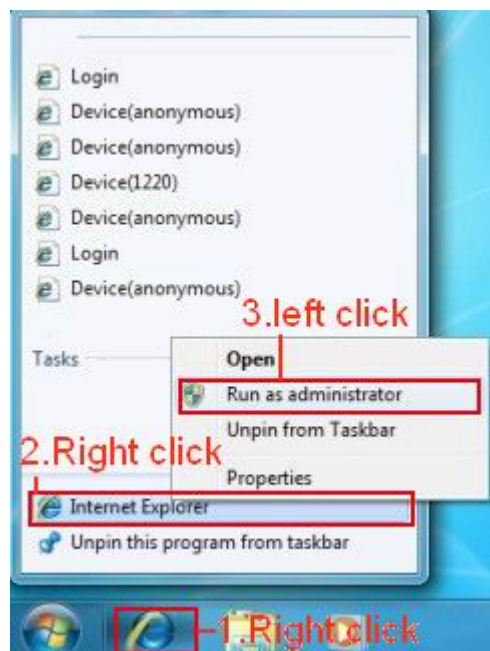 Login
Device(anonymous)
Device(anonymous)
Device(1220)
Device(anonymous)
Login
Device(anonymous)
3.left click
Tasks
Open
Run as administrator
Unpin from Taskbar
2.Right click
Properties
Internet Explorer
Unpin this program from taskbar
1.Right click